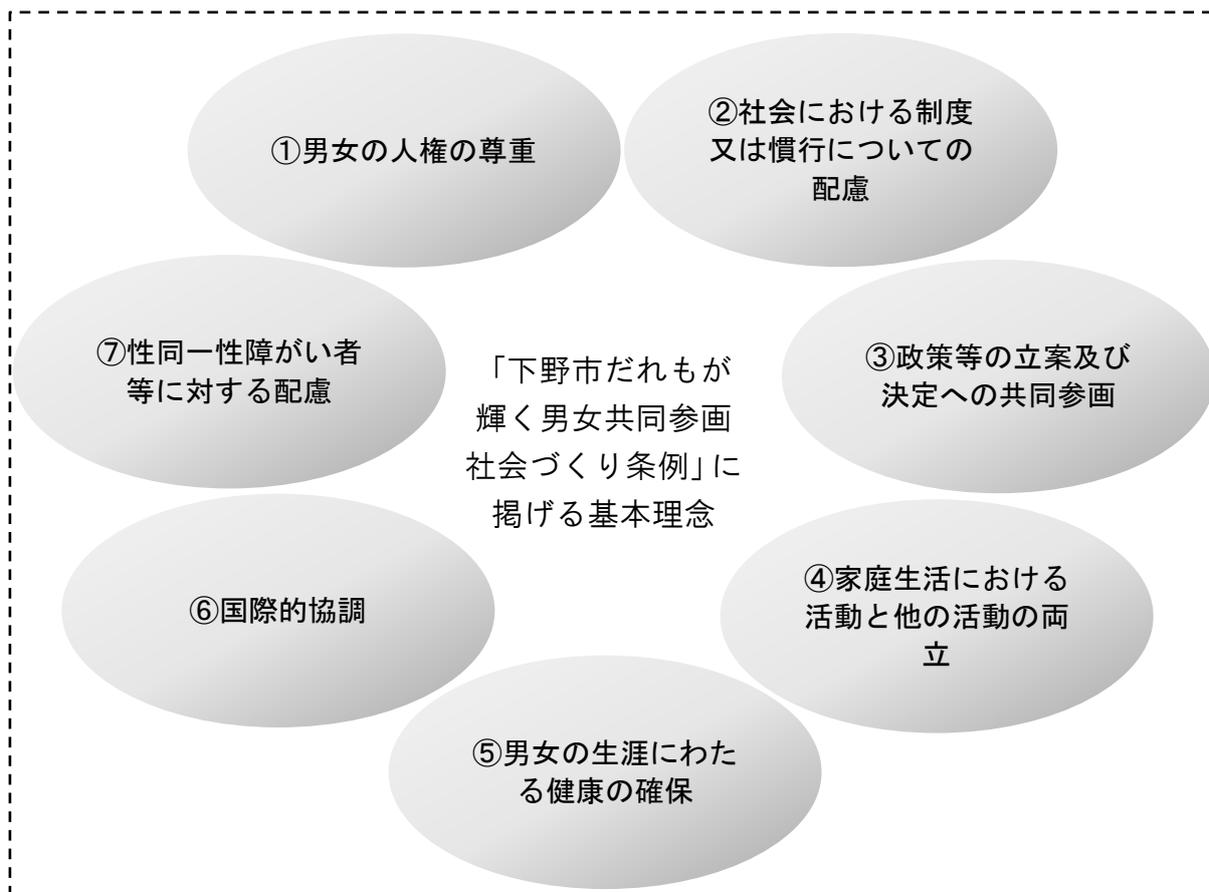 ①男女の人権の尊重
②社会における制度
又は慣行についての
配慮
③政策等の立案及び
決定への共同参画
④家庭生活における
活動と他の活動の両
立
⑤男女の生涯にわた
る健康の確保
⑥国際的協調
⑦性同一性障がい者
等に対する配慮
「下野市だれもが
輝く男女共同参画
社会づくり条例」に
掲げる基本理念